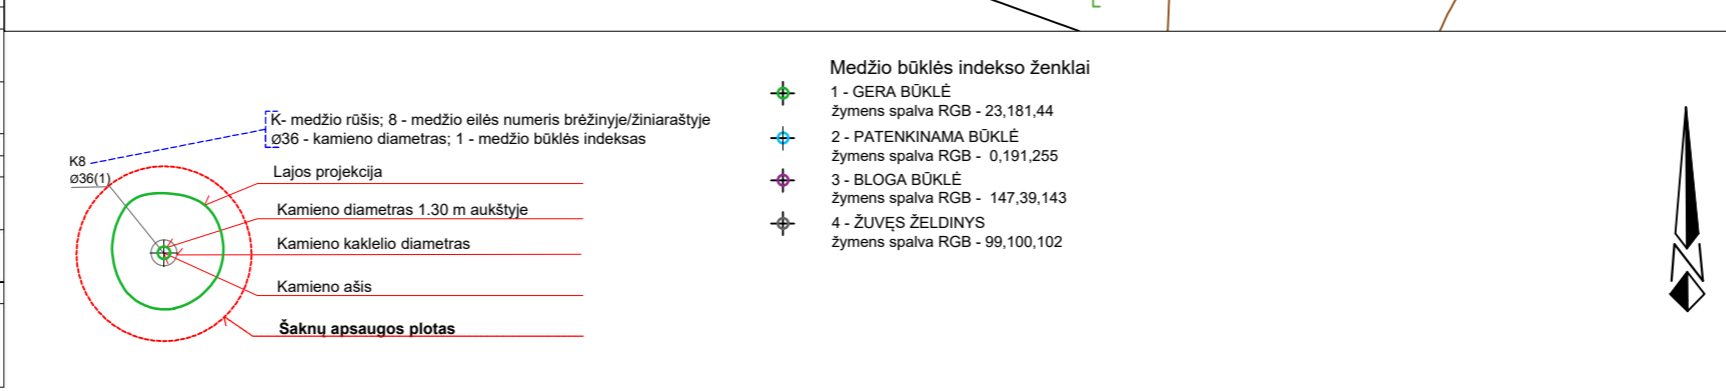 K- medžio rūšis; 8 - medžio eilės numeris brėžinyje/žiniaraštyje
Ø36 - kamieno diametras; 1 - medžio būklės indeksas
K8
Ø36(1)
Lajos projekcija
Kamieno diametras 1.30 m aukštyje
Kamieno kaklelio diametras
Kamieno ašis
Šaknų apsaugos plotas
Medžio būklės indekso ženklai
1 - GERA BŪKLĖ
žymens spalva RGB - 23,181,44
2 - PATENKINAMA BŪKLĖ
žymens spalva RGB - 0,191,255
3 - BLOGA BŪKLĖ
žymens spalva RGB - 147,39,143
4 - ŽUVĘS ŽELDINYS
žymens spalva RGB - 99,100,102
N